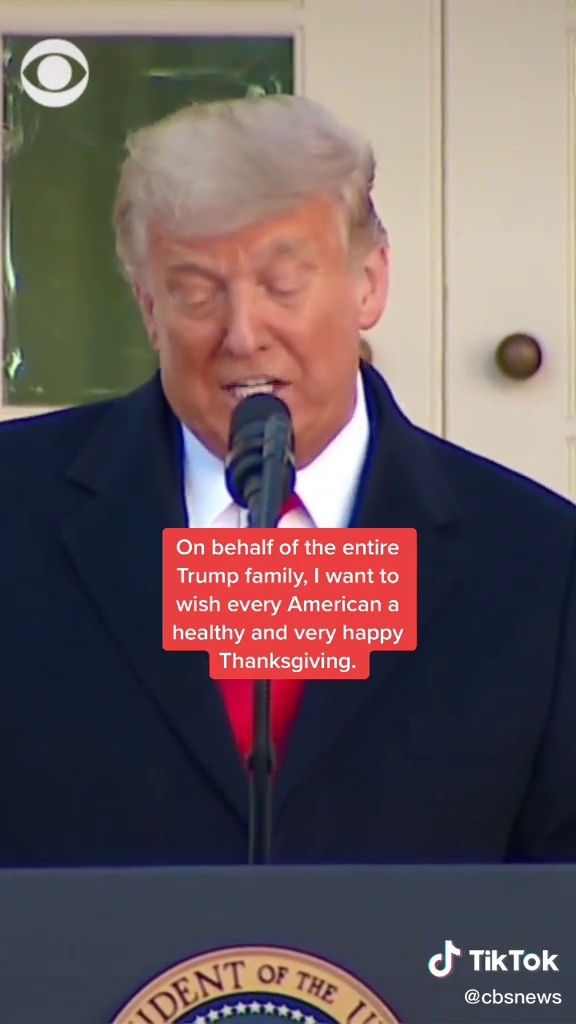 On behalf of the entire
Trump family, I want to
wish every American a
healthy and very happy
Thanksgiving.
IDENT OF THE U
TikTok
@cbsnews